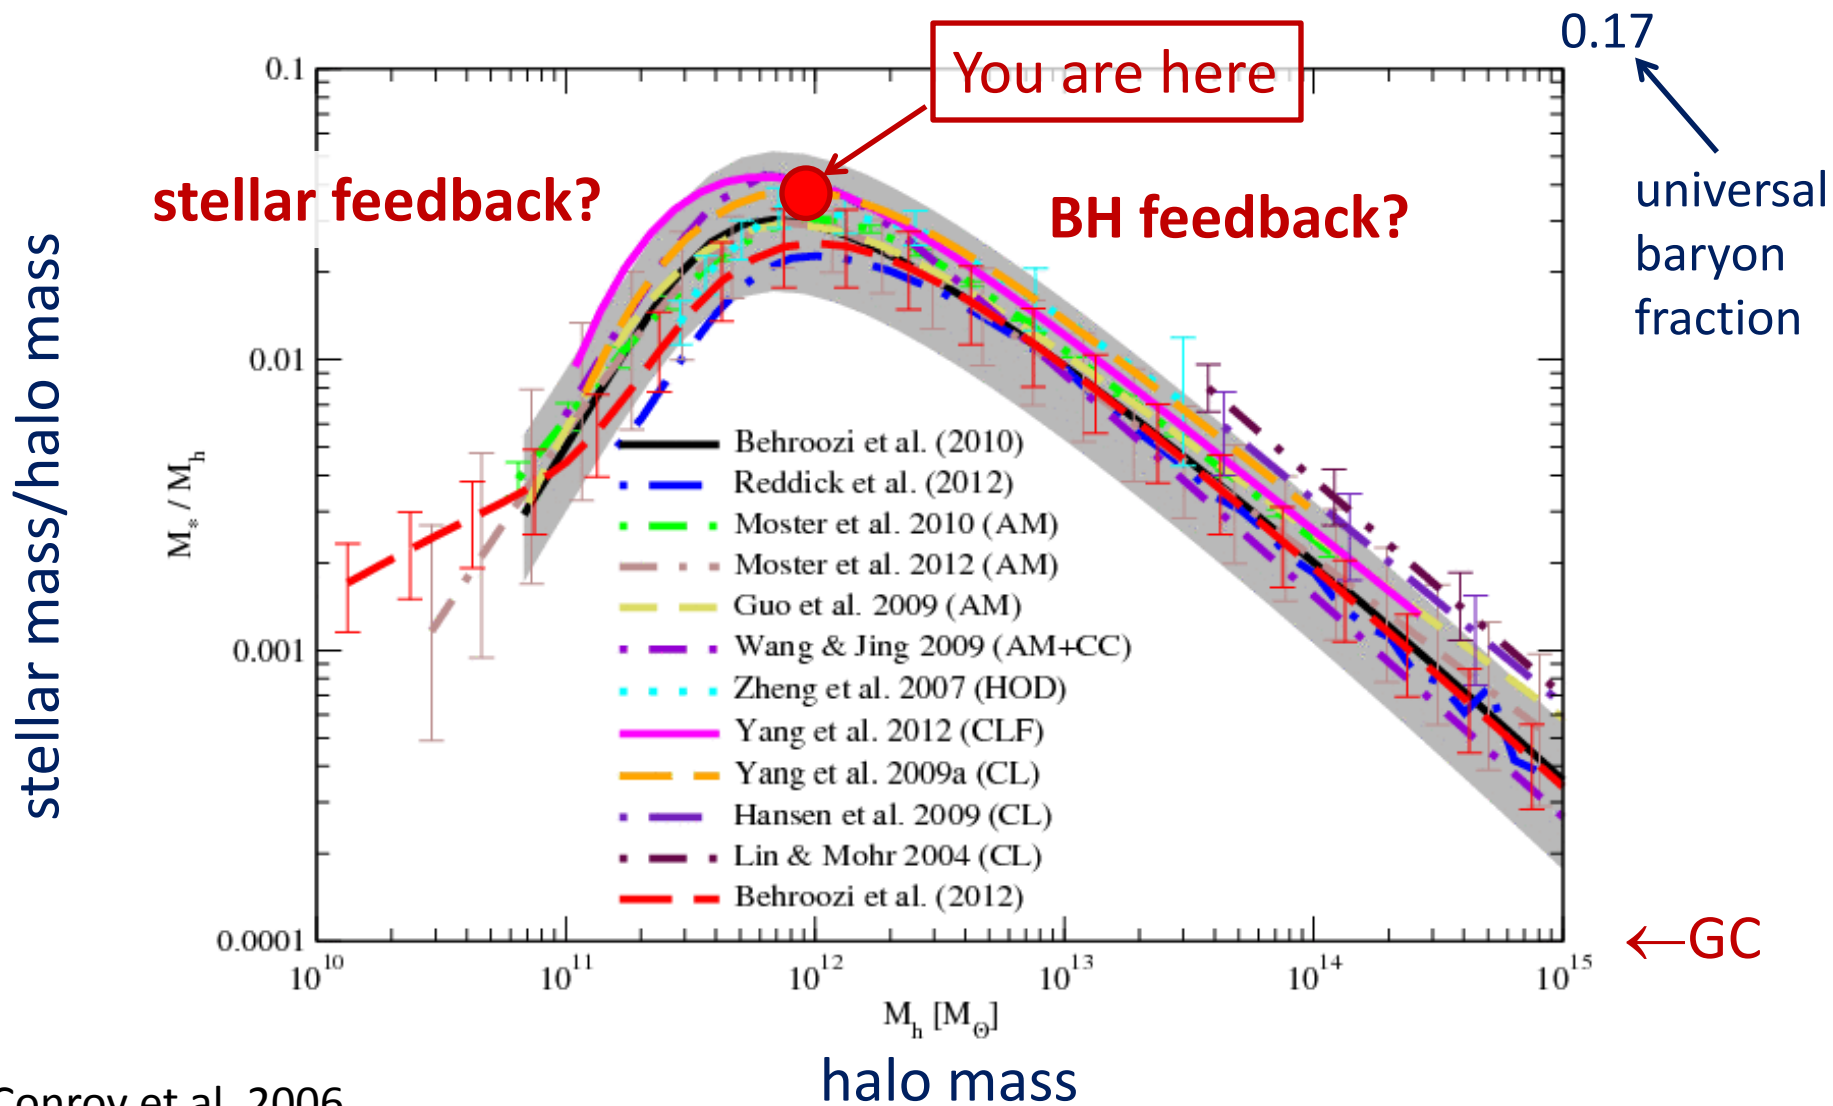 0.17
You are here
0.1
stellar feedback?
BH feedback?
universal
baryon
fraction
stellar mass/halo mass
M* / Mh
0.01
Behroozi et al. (2010)
Reddick et al. (2012)
Moster et al. 2010 (AM)
Moster et al. 2012 (AM)
Guo et al. 2009 (AM)
Wang & Jing 2009 (AM+CC)
Zheng et al. 2007 (HOD)
Yang et al. 2012 (CLF)
Yang et al. 2009a (CL)
Hansen et al. 2009 (CL)
Lin & Mohr 2004 (CL)
Behroozi et al. (2012)
0.001
0.0001
←GC
10^10 10^11 10^12 10^13 10^14 10^15
Mh [M⊙]
halo mass
Conroy et al. 2006